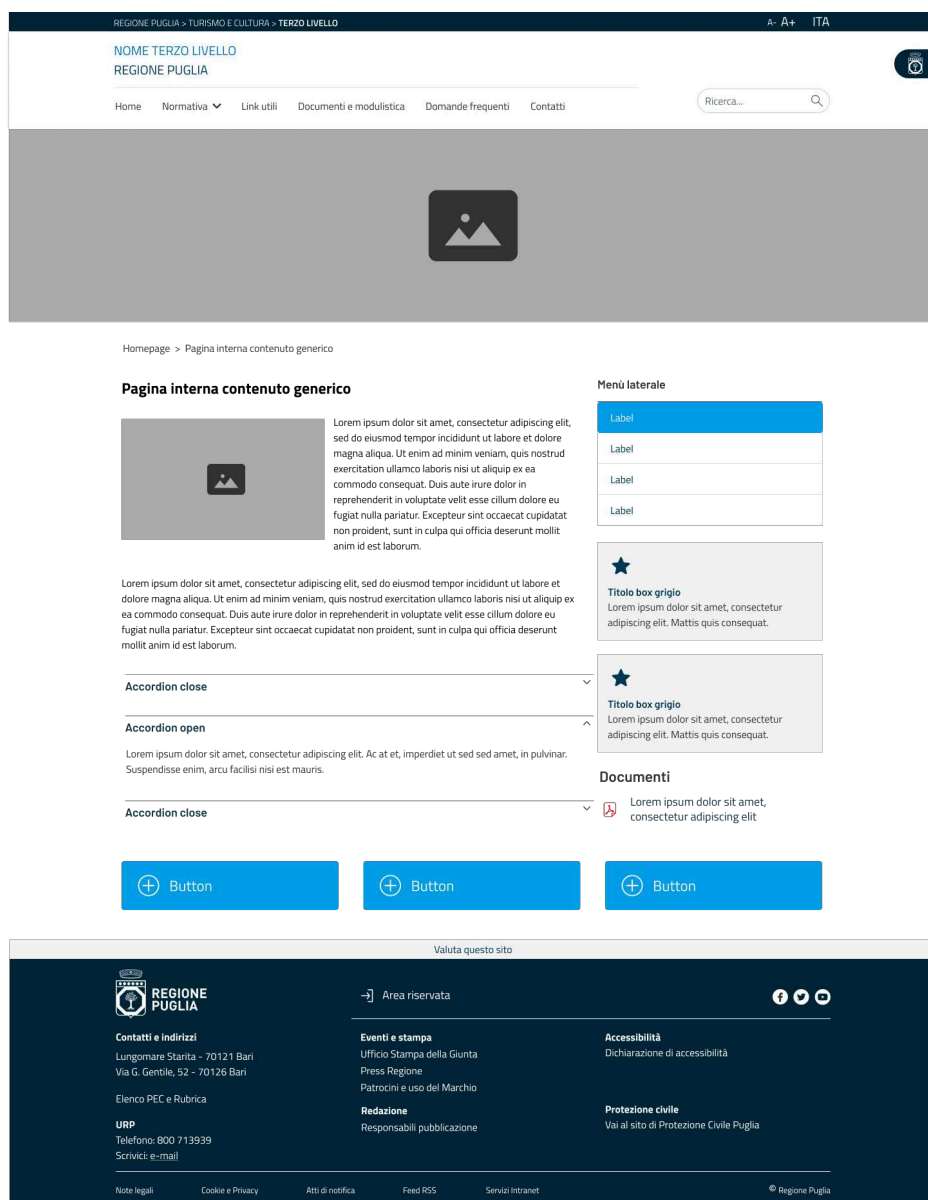 REGIONE PUGLIA > TURISMO E CULTURA > TERZO LIVELLO
A- A+ ITA
NOME TERZO LIVELLO
REGIONE PUGLIA
Home Normativa Link utili Documenti e modulistica Domande frequenti Contatti
Ricerca...
Homepage > Pagina interna contenuto generico
Pagina interna contenuto generico
Lorem ipsum dolor sit amet, consectetur adipiscing elit,
sed do eiusmod tempor incididunt ut labore et dolore
magna aliqua. Ut enim ad minim veniam, quis nostrud
exercitation ullamco laboris nisi ut aliquip ex ea
commodo consequat. Duis aute irure dolor in
reprehenderit in voluptate velit esse cillum dolore eu
fugiat nulla pariatur. Excepteur sint occaecat cupidatat
non proident, sunt in culpa qui officia deserunt mollit
anim id est laborum.
Lorem ipsum dolor sit amet, consectetur adipiscing elit, sed do eiusmod tempor incididunt ut labore et
dolore magna aliqua. Ut enim ad minim veniam, quis nostrud exercitation ullamco laboris nisi ut aliquip ex
ea commodo consequat. Duis aute irure dolor in reprehenderit in voluptate velit esse cillum dolore eu
fugiat nulla pariatur. Excepteur sint occaecat cupidatat non proident, sunt in culpa qui officia deserunt
mollit anim id est laborum.
Accordion close
Accordion open
Lorem ipsum dolor sit amet, consectetur adipiscing elit. Ac at et, imperdiet ut sed sed amet, in pulvinar.
Suspendisse enim, arcu facilisi nisi est mauris.
Accordion close
Menù laterale
Label
Label
Label
Label
Titolo box grigio
Lorem ipsum dolor sit amet, consectetur
adipiscing elit. Mattis quis consequat.
Titolo box grigio
Lorem ipsum dolor sit amet, consectetur
adipiscing elit. Mattis quis consequat.
Documenti
Lorem ipsum dolor sit amet,
consectetur adipiscing elit
Button
Button
Button
Valuta questo sito
REGIONE
PUGLIA
Area riservata
Contatti e indirizzi
Lungomare Starita - 70121 Bari
Via G. Gentile, 52 - 70126 Bari
Elenco PEC e Rubrica
URP
Telefono: 800 713939
Scrivici: e-mail
Eventi e stampa
Ufficio Stampa della Giunta
Press Regione
Patrocini e uso del Marchio
Redazione
Responsabili pubblicazione
Accessibilità
Dichiarazione di accessibilità
Protezione civile
Vai al sito di Protezione Civile Puglia
Note legali Cookie e Privacy Atti di notifica Feed RSS Servizi Intranet © Regione Puglia